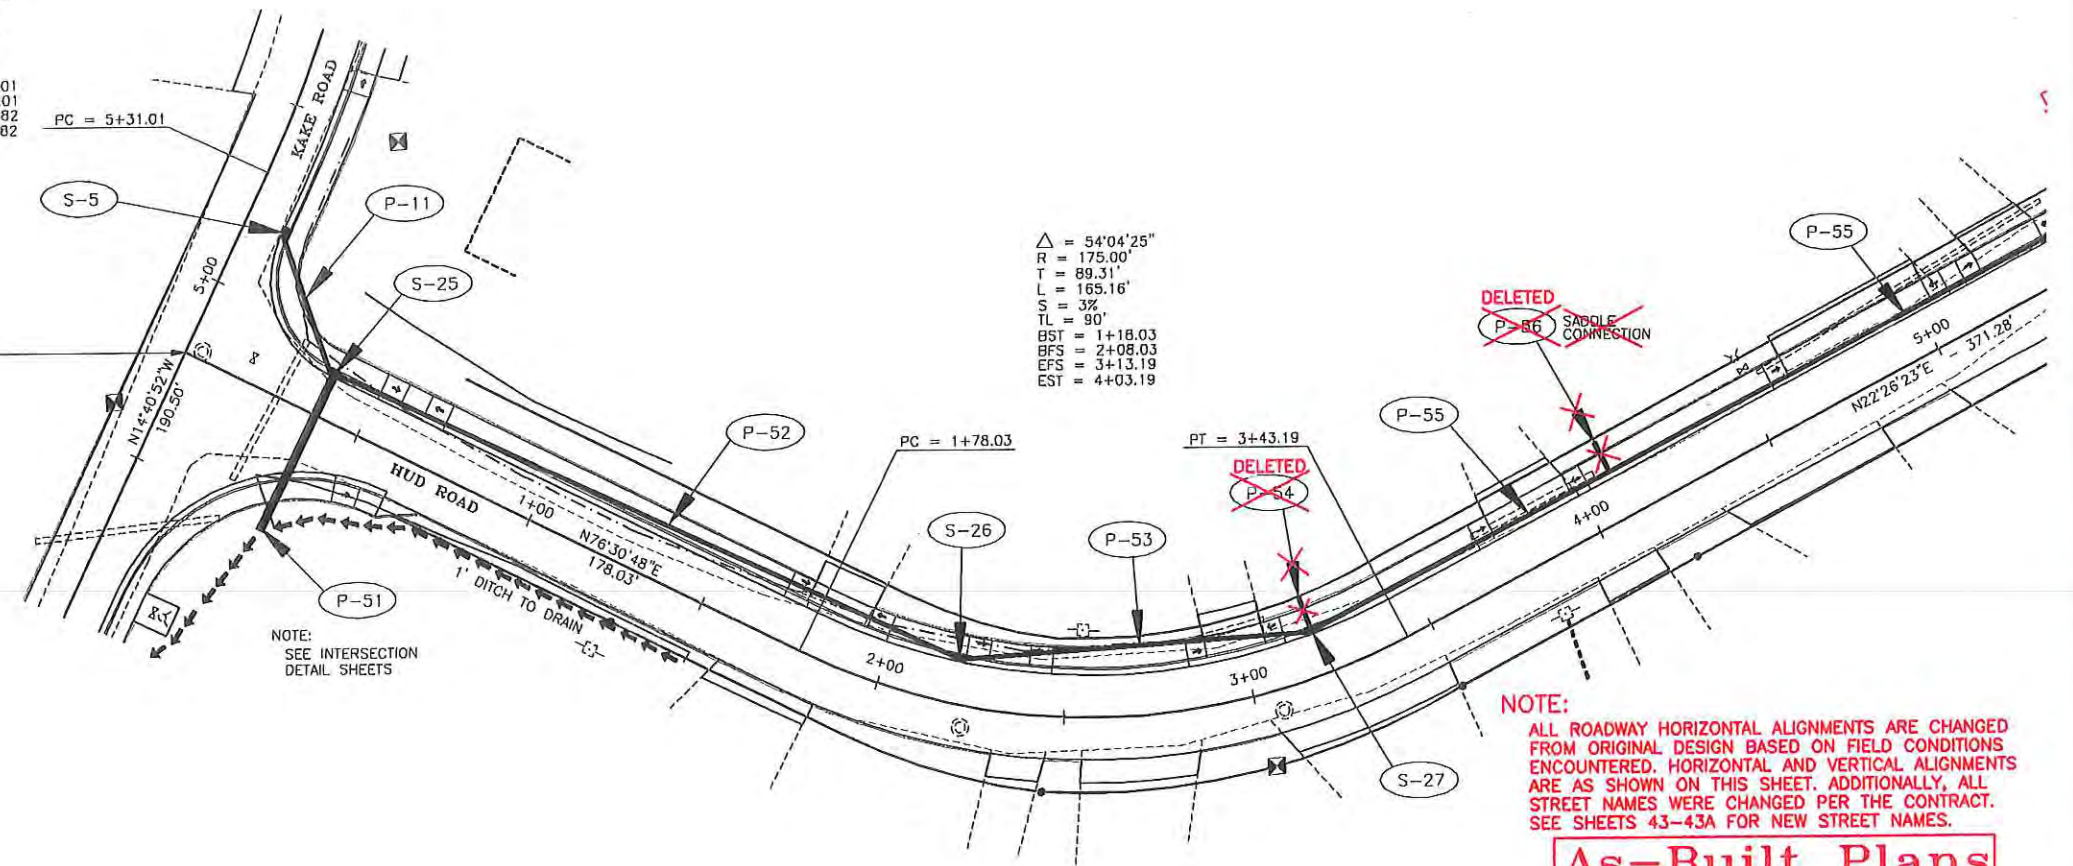 01
01
82
82
PC = 5+31.01
KAKE ROAD
S-5
P-11
5+00
S-25
N14°40'52"W
190.50'
HUD ROAD
P-52
1+00
N76°30'48"E
178.03'
1' DITCH TO DRAIN
P-51
NOTE:
SEE INTERSECTION
DETAIL SHEETS
△ = 54°04'25"
R = 175.00'
T = 89.31'
L = 165.16'
S = 3%
TL = 90'
BST = 1+18.03
BFS = 2+08.03
EFS = 3+13.19
EST = 4+03.19
PC = 1+78.03
PT = 3+43.19
S-26
P-53
DELETED
P-54
2+00
3+00
S-27
P-55
DELETED
P-56
SADDLE
CONNECTION
4+00
P-55
5+00
N22°26'23"E - 371.28'
NOTE:
ALL ROADWAY HORIZONTAL ALIGNMENTS ARE CHANGED
FROM ORIGINAL DESIGN BASED ON FIELD CONDITIONS
ENCOUNTERED. HORIZONTAL AND VERTICAL ALIGNMENTS
ARE AS SHOWN ON THIS SHEET. ADDITIONALLY, ALL
STREET NAMES WERE CHANGED PER THE CONTRACT.
SEE SHEETS 43-43A FOR NEW STREET NAMES.
As-Built Plans